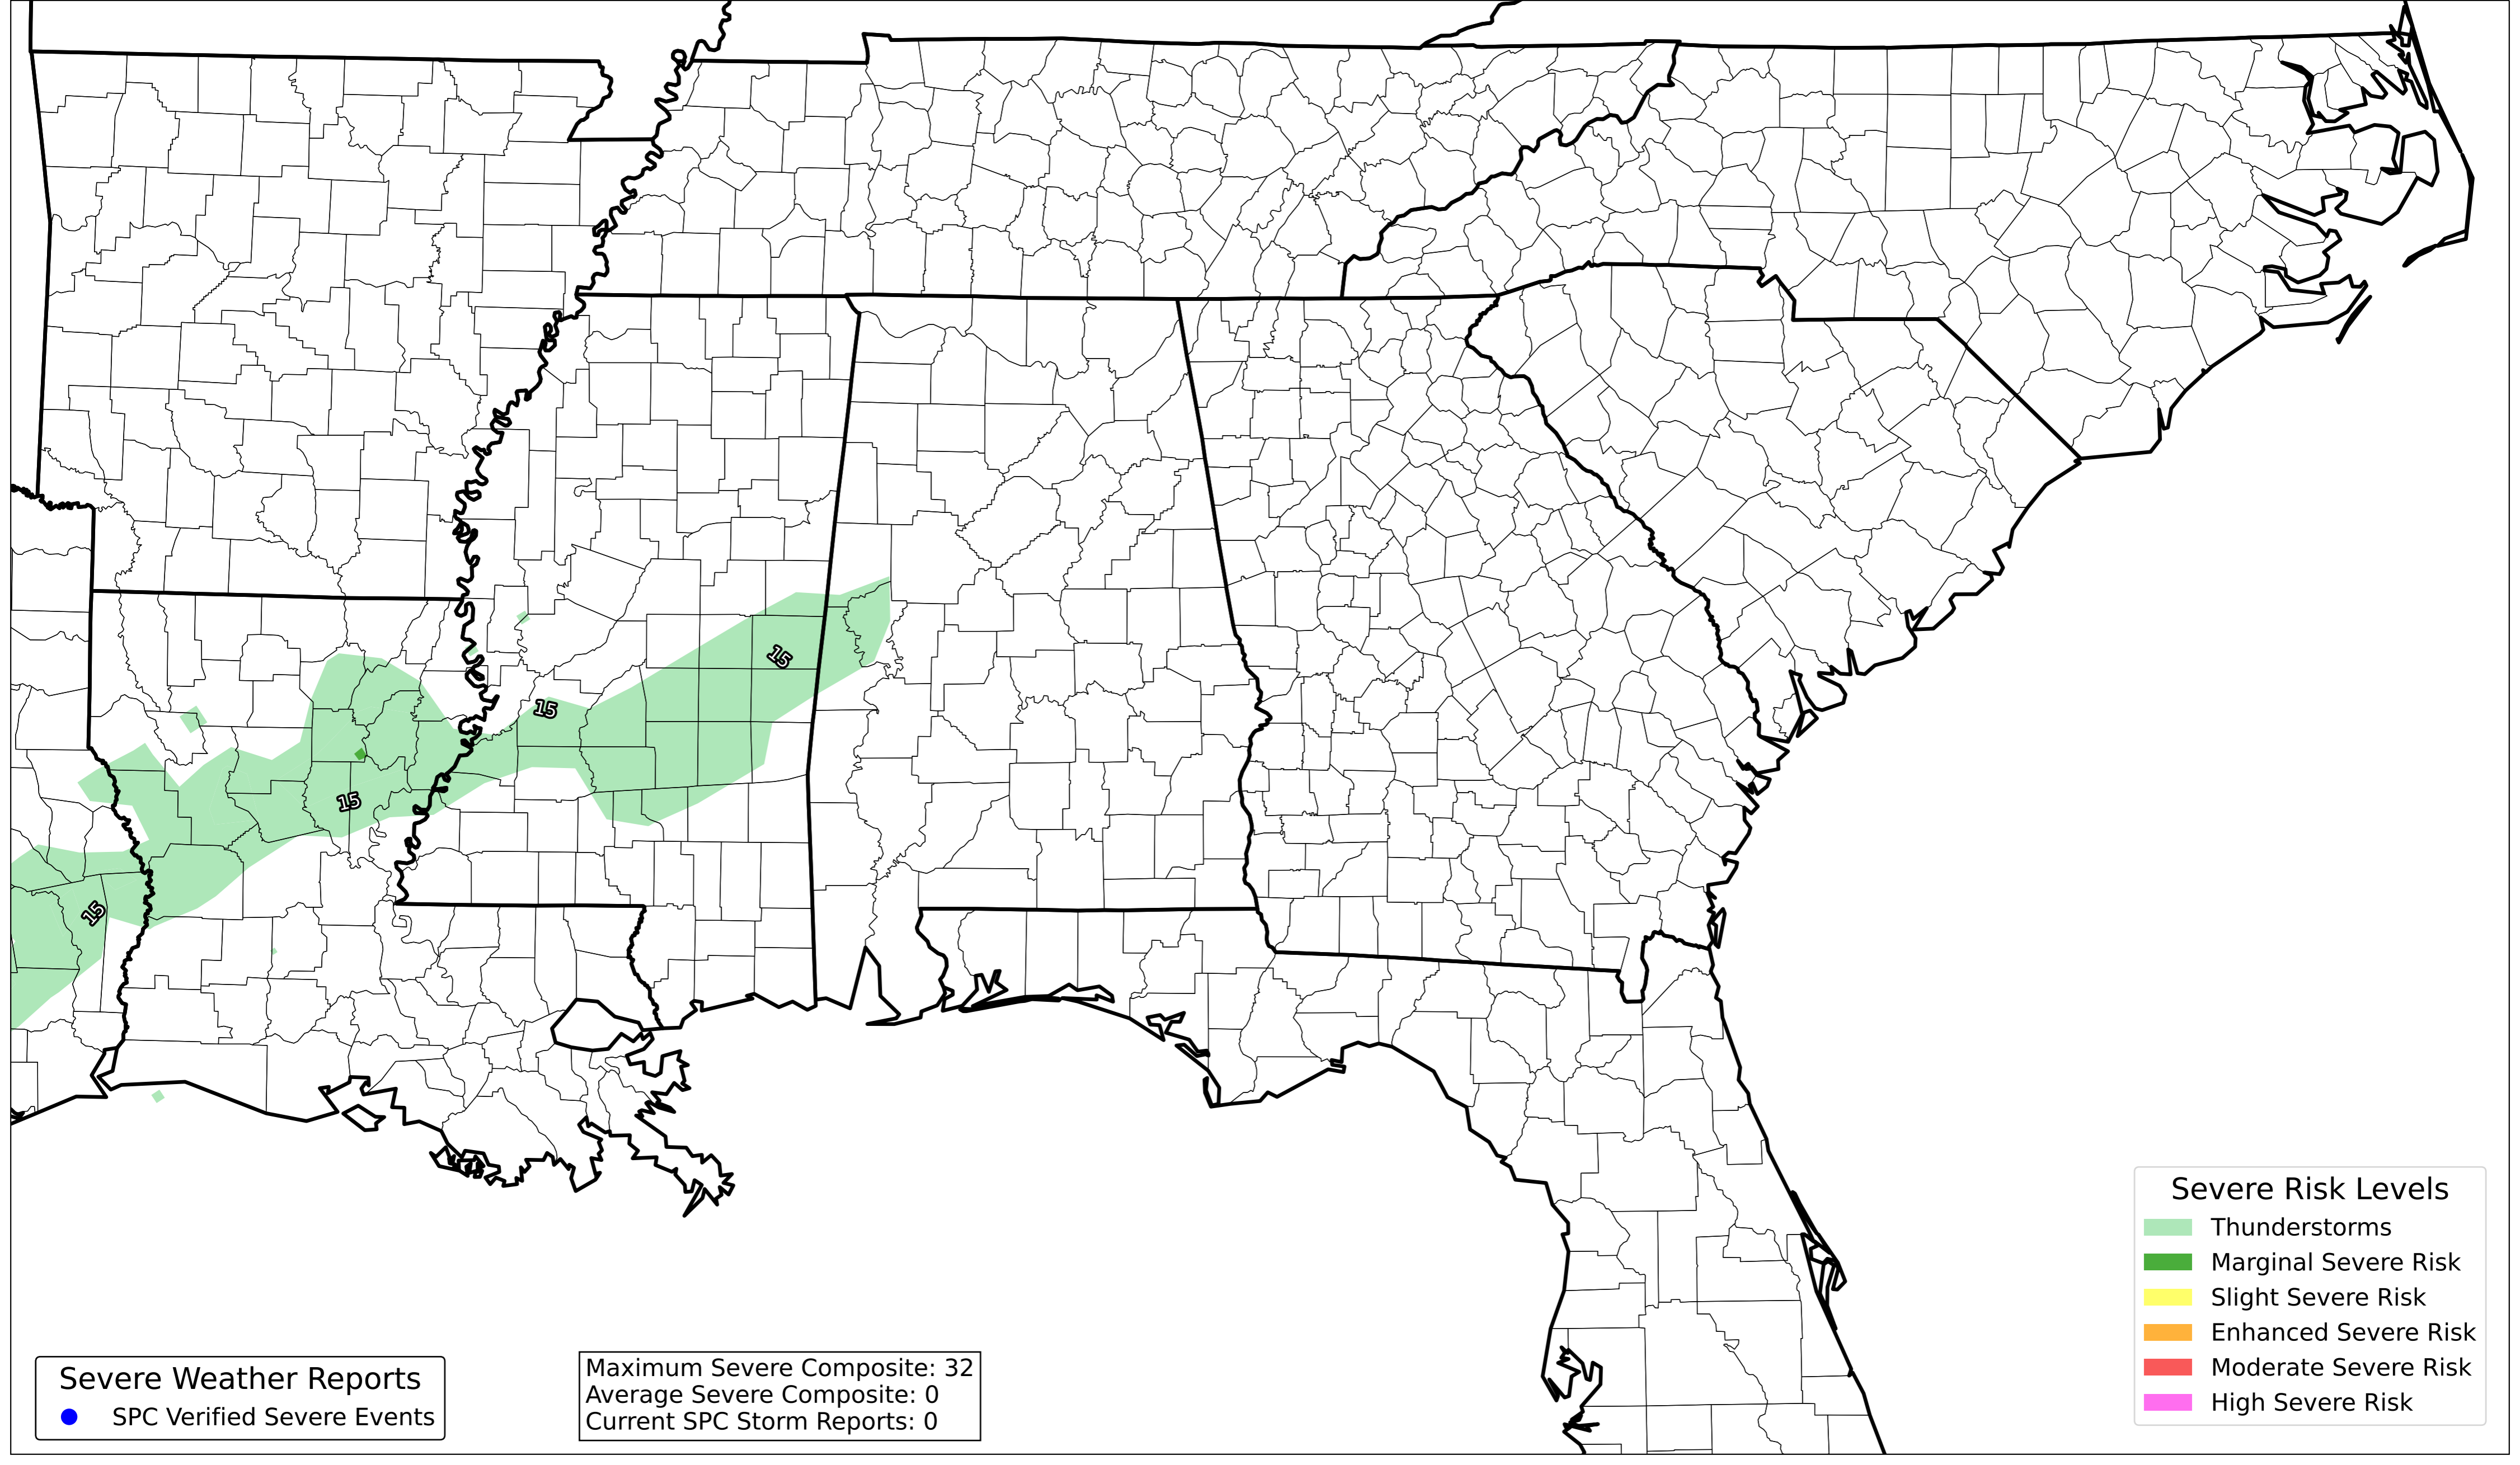 15
15
15
15
Severe Risk Levels
Thunderstorms
Marginal Severe Risk
Slight Severe Risk
Enhanced Severe Risk
Moderate Severe Risk
High Severe Risk
Severe Weather Reports
SPC Verified Severe Events
Maximum Severe Composite: 32
Average Severe Composite: 0
Current SPC Storm Reports: 0